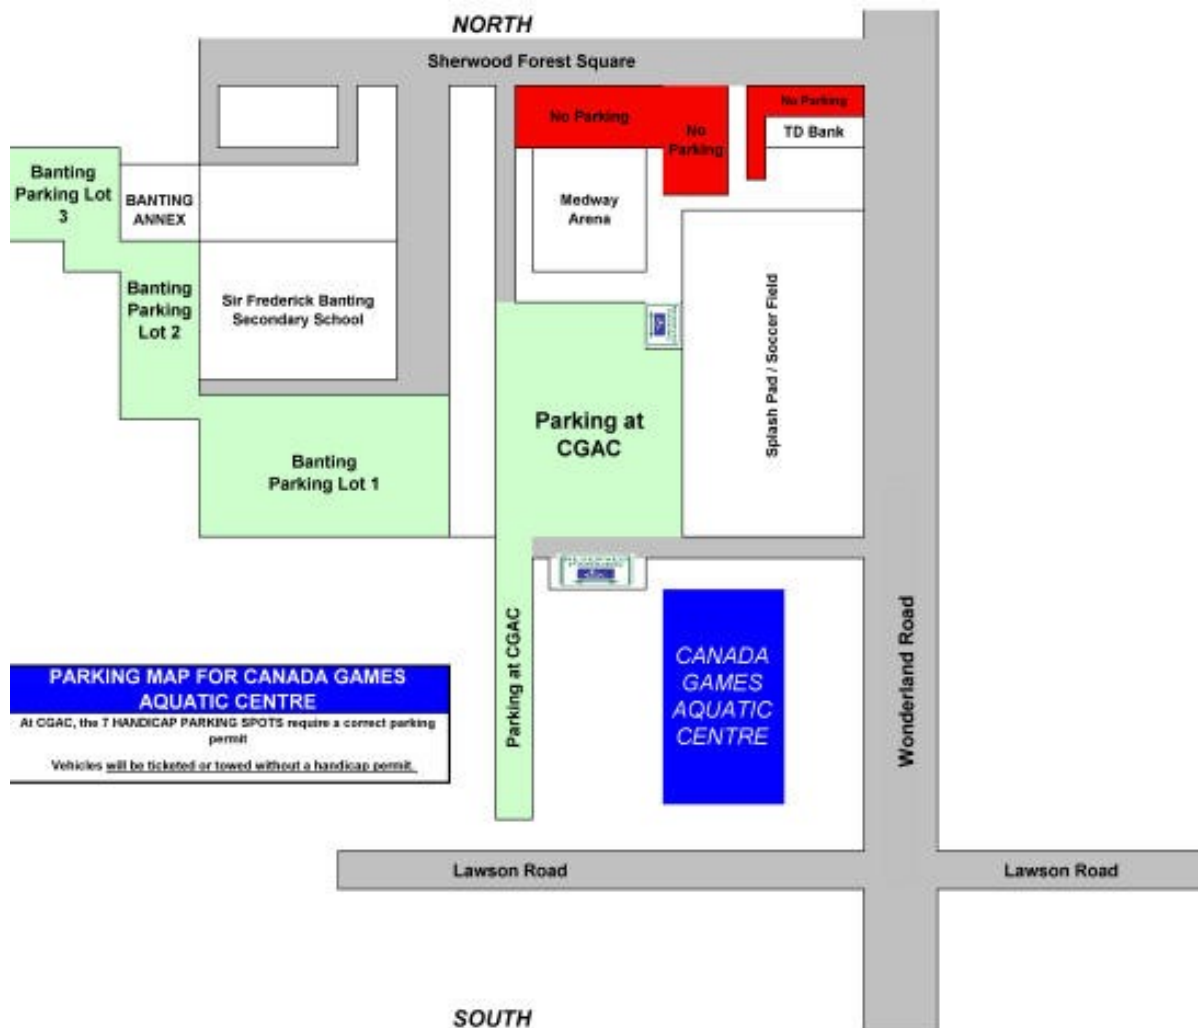 NORTH
Sherwood Forest Square
No Parking
No
Parking
No Parking
TD Bank
Banting
Parking Lot
3
BANTING
ANNEX
Medway
Arena
Banting
Parking
Lot 2
Sir Frederick Banting
Secondary School
Splash Pad / Soccer Field
Parking at
CGAC
Banting
Parking Lot 1
Parking at CGAC
CANADA
GAMES
AQUATIC
CENTRE
Wonderland Road
PARKING MAP FOR CANADA GAMES
AQUATIC CENTRE
At CGAC, the 7 HANDICAP PARKING SPOTS require a correct parking
permit
Vehicles will be ticketed or towed without a handicap permit.
Lawson Road
Lawson Road
SOUTH